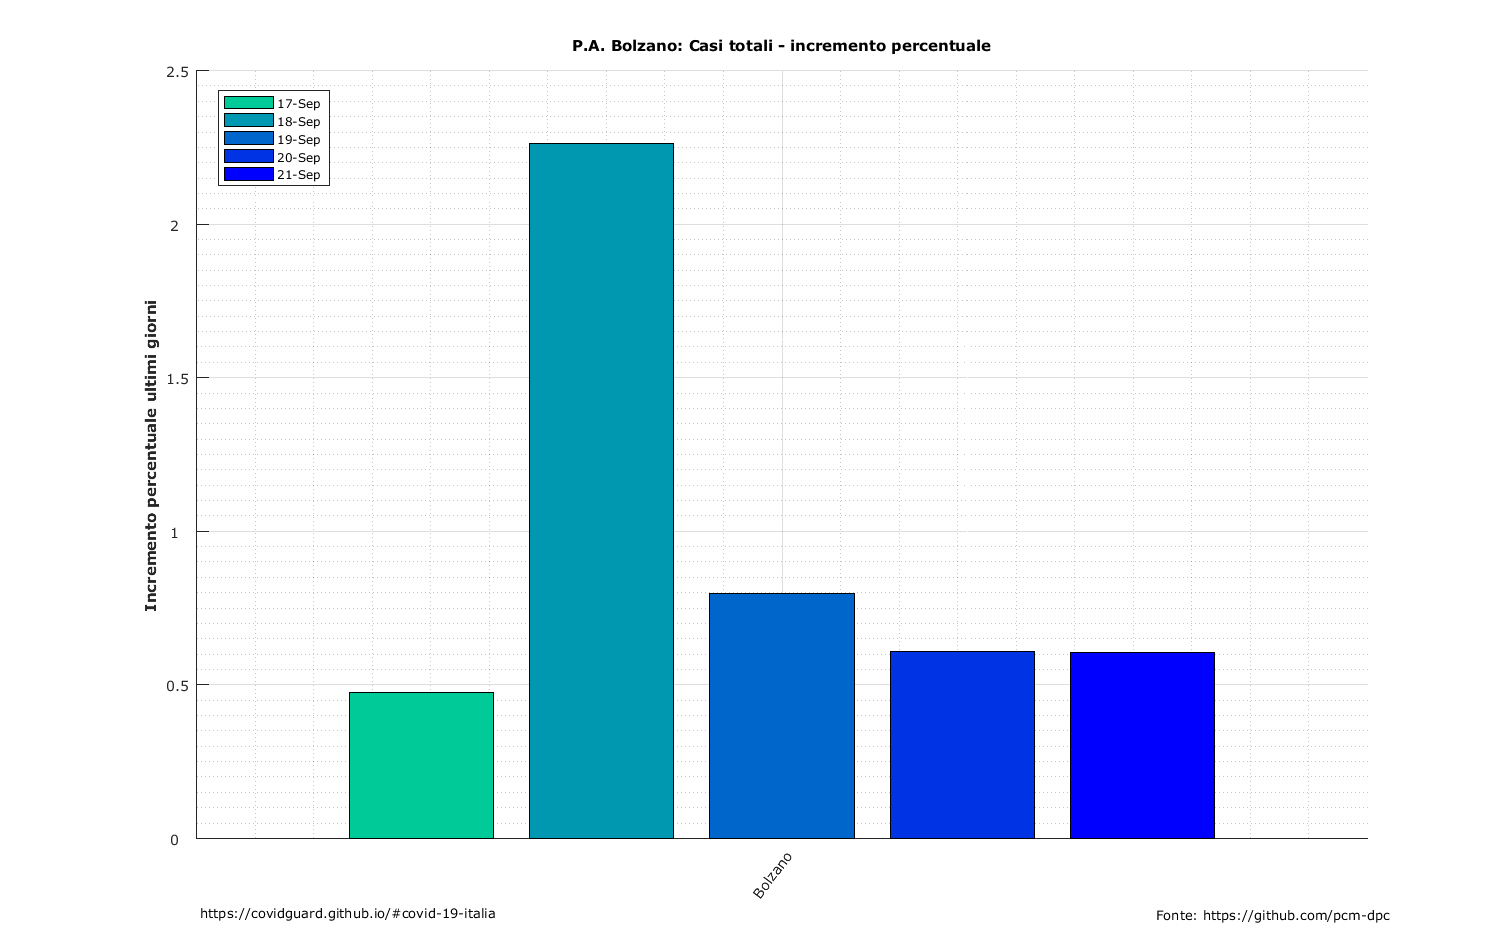 P.A. Bolzano: Casi totali - incremento percentuale
2.5
17-Sep
18-Sep
19-Sep
20-Sep
21-Sep
2
1.5
1
0.5
0
Incremento percentuale ultimi giorni
Bolzano
https://covidguard.github.io/#covid-19-italia
Fonte: https://github.com/pcm-dpc